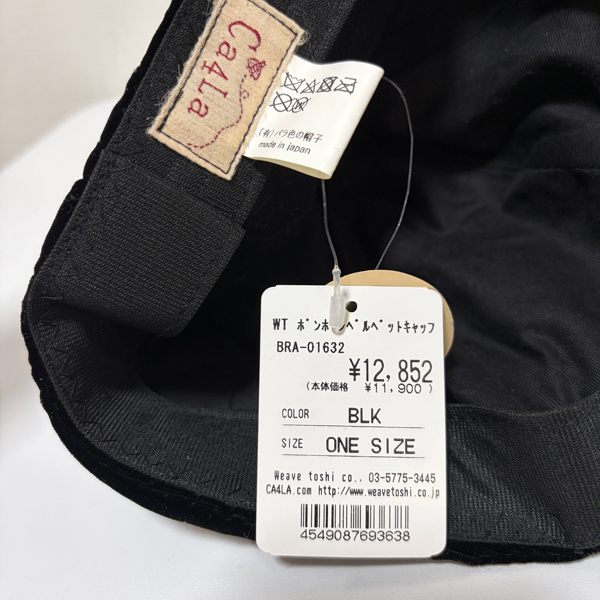 Ca4La
(有)バラ色の帽子
made in japan
WT ボンボンベルベットキャップ
BRA-01632
¥12,852
(本体価格 ¥11,900)
COLOR BLK
SIZE ONE SIZE
Weave toshi co., 03-5775-3445
CA4LA.com http://www.weavetoshi.co.jp
4549087693638